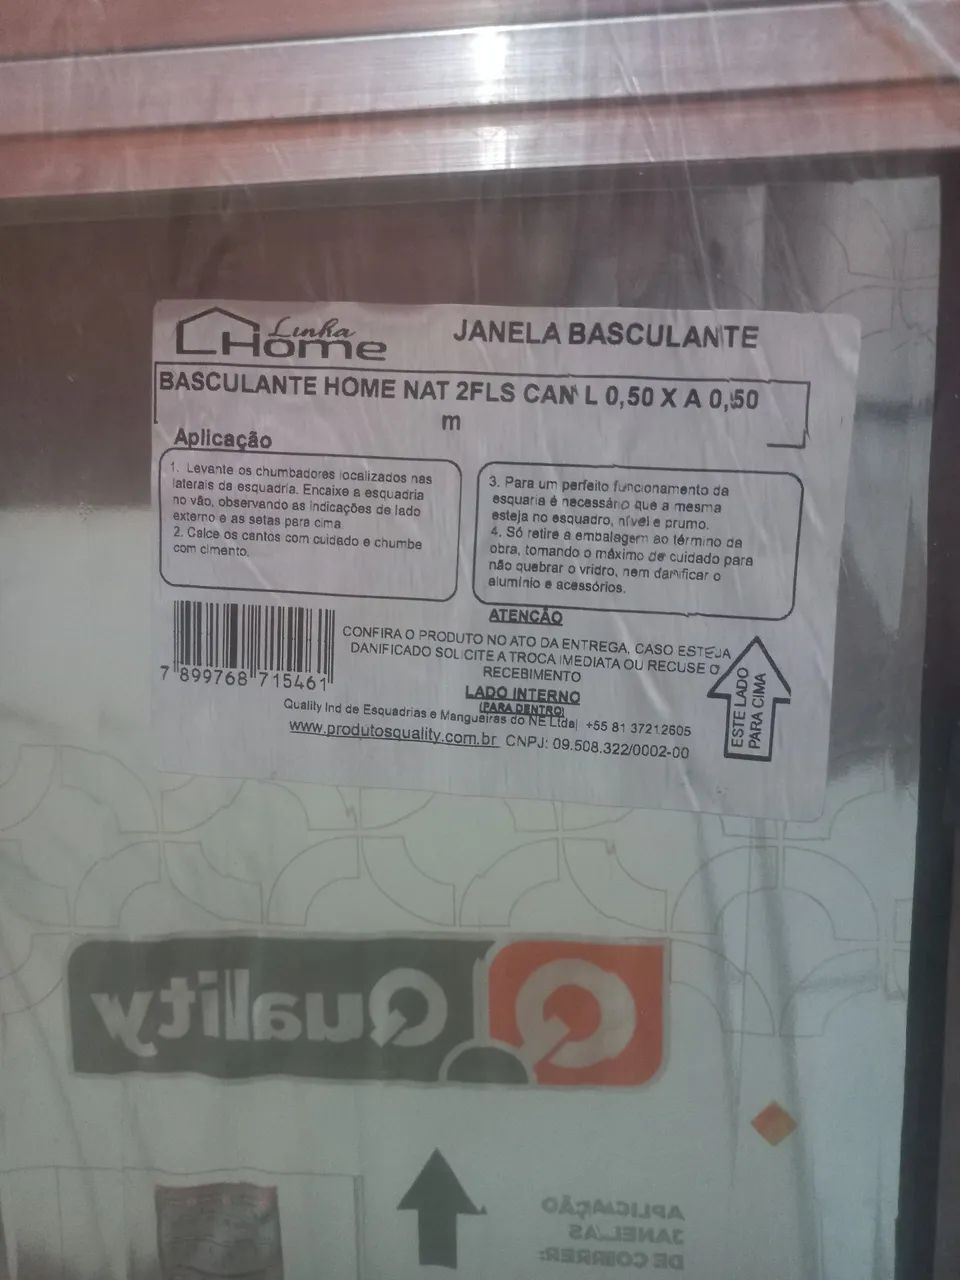 Linha
Home
JANELA BASCULANTE
BASCULANTE HOME NAT 2FLS CAN L 0,50 X A 0,50
m
Aplicação
1. Levante os chumbadores localizados nas
laterais da esquadria. Encaixe a esquadria
no vão, observando as indicações de lado
externo e as setas para cima
2. Calce os cantos com cuidado e chumbe
com cimento.
3. Para um perfeito funcionamento da
esquaria é necessário que a mesma
esteja no esquadro, nível e prumo.
4. Só retire a embalagem ao término da
obra, tomando o máximo de cuidado para
não quebrar o vridro, nem danificar o
alumínio e acessórios.
ATENCÃO
CONFIRA O PRODUTO NO ATO DA ENTREGA, CASO ESTEJA
DANIFICADO SOLICITE A TROCA IMEDIATA OU RECUSE O
RECEBIMENTO
LADO INTERNO
(PARA DENTRO)
Quality Ind de Esquadrias e Mangueiras do NE Ltda| +55 81 37212605
www.produtosquality.com.br CNPJ: 09.508.322/0002-00
7 899768 715461
ESTE LADO
PARA CIMA
Quality
APLICAÇÃO
JANELAS
DE CORRER: